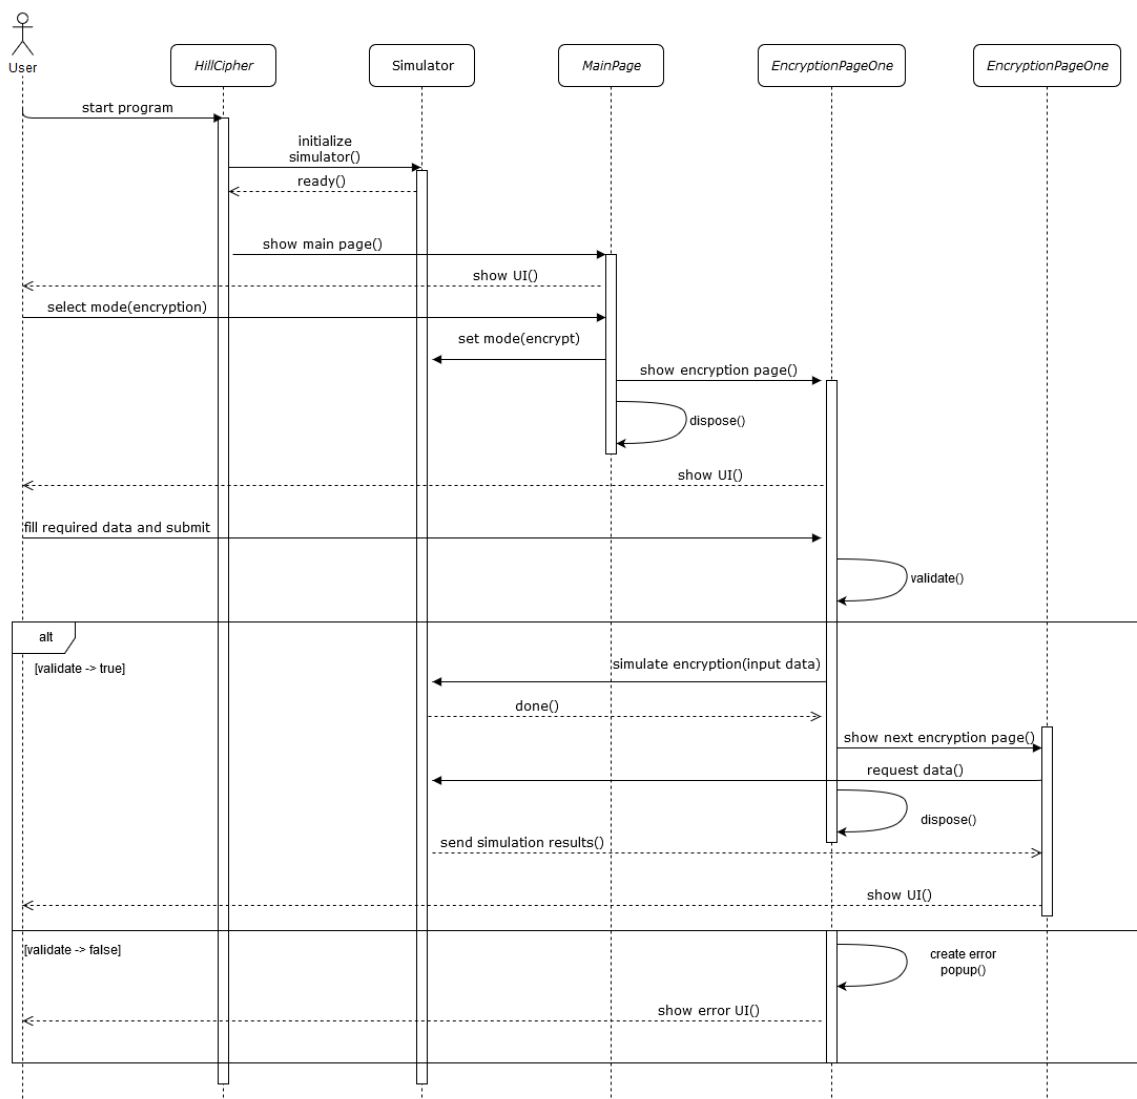 User
HillCipher
Simulator
MainPage
EncryptionPageOne
EncryptionPageOne
start program
initialize
simulator()
ready()
show main page()
show UI()
select mode(encryption)
set mode(encrypt)
show encryption page()
dispose()
show UI()
fill required data and submit
validate()
alt
[validate -> true]
simulate encryption(input data)
done()
show next encryption page()
request data()
dispose()
send simulation results()
show UI()
[validate -> false]
create error
popup()
show error UI()